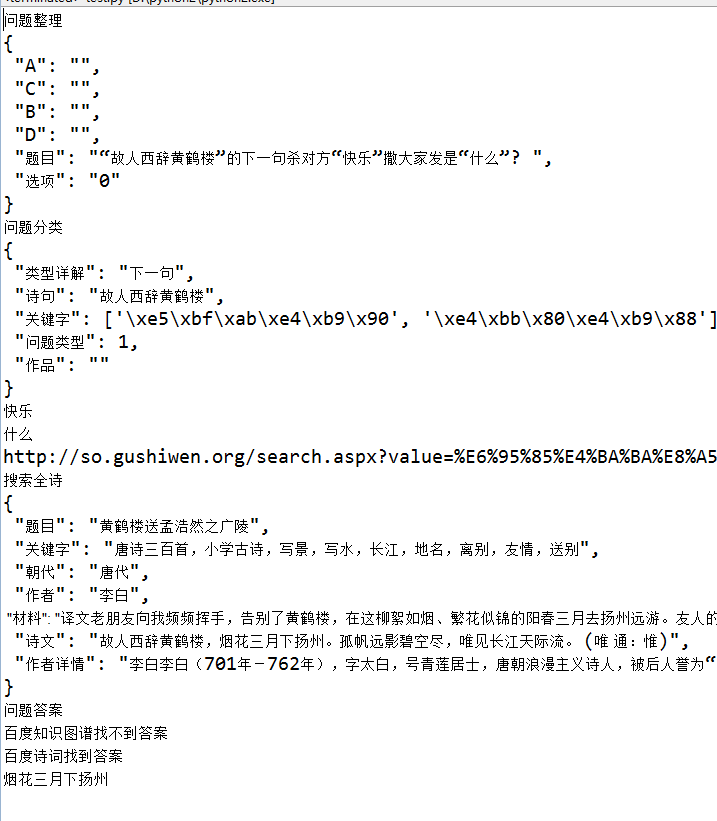 问题整理
{
"A": "",
"C": "",
"B": "",
"D": "",
"题目": "“故人西辞黄鹤楼”的下一句杀对方“快乐”撒大家发是“什么”? ",
"选项": "0"
}
问题分类
{
"类型详解": "下一句",
"诗句": "故人西辞黄鹤楼",
"关键字": ['\xe5\xbf\xab\xe4\xb9\x90', '\xe4\xbb\x80\xe4\xb9\x88']
"问题类型": 1,
"作品": ""
}
快乐
什么
http://so.gushiwen.org/search.aspx?value=%E6%95%85%E4%BA%BA%E8%A5
搜索全诗
{
"题目": "黄鹤楼送孟浩然之广陵",
"关键字": "唐诗三百首，小学古诗，写景，写水，长江，地名，离别，友情，送别",
"朝代": "唐代",
"作者": "李白",
"材料": "译文老朋友向我频频挥手，告别了黄鹤楼，在这柳絮如烟、繁花似锦的阳春三月去扬州远游。友人的
"诗文": "故人西辞黄鹤楼，烟花三月下扬州。孤帆远影碧空尽，唯见长江天际流。(唯 通：惟)",
"作者详情": "李白李白（701年－762年），字太白，号青莲居士，唐朝浪漫主义诗人，被后人誉为“
}
问题答案
百度知识图谱找不到答案
百度诗词找到答案
烟花三月下扬州